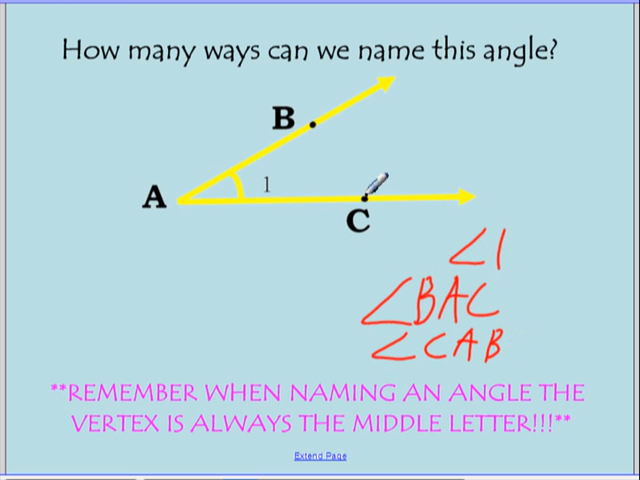 How many ways can we name this angle?
B
1
A
C
∠1
∠BAC
∠CAB
**REMEMBER WHEN NAMING AN ANGLE THE
VERTEX IS ALWAYS THE MIDDLE LETTER!!!**
Extend Page